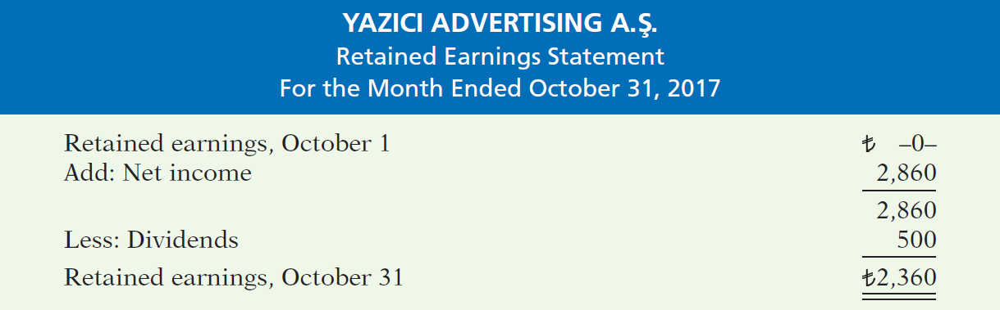 YAZICI ADVERTISING A.Ş.
Retained Earnings Statement
For the Month Ended October 31, 2017
Retained earnings, October 1 ₺ –0–
Add: Net income 2,860
2,860
Less: Dividends 500
Retained earnings, October 31 ₺2,360